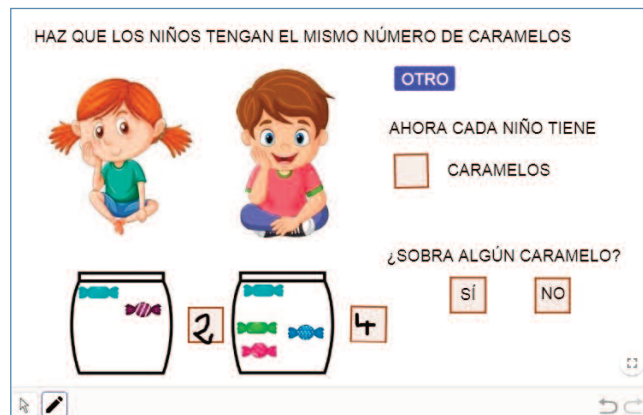 HAZ QUE LOS NIÑOS TENGAN EL MISMO NÚMERO DE CARAMELOS
OTRO
AHORA CADA NIÑO TIENE
CARAMELOS
¿SOBRA ALGÚN CARAMELO?
SÍ NO
2 4